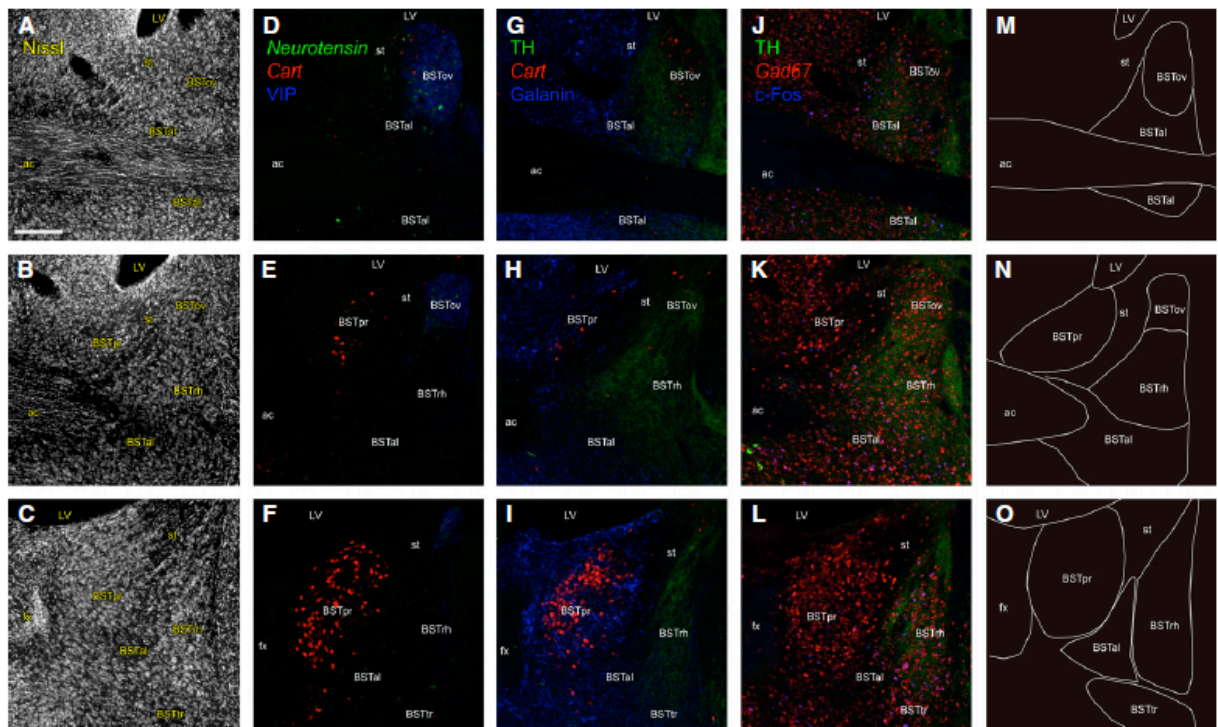 A
LV
Nissl
st
BSTov
BSTal
ac
BSTal
D
LV
Neurotensin
st
Cart
VIP
BSTov
BSTal
ac
BSTal
G
LV
TH
st
Cart
Galanin
BSTov
BSTal
ac
BSTal
J
LV
TH
Gad67
st
c-Fos
BSTov
BSTal
ac
BSTal
M
LV
st
BSTov
BSTal
ac
BSTal
B
LV
BSTov
st
BSTpr
BSTrh
ac
BSTal
E
LV
st
BSTov
BSTpr
BSTrh
ac
BSTal
H
LV
st
BSTov
BSTpr
BSTrh
ac
BSTal
K
LV
st
BSTov
BSTpr
BSTrh
ac
BSTal
N
LV
BSTov
st
BSTpr
BSTrh
ac
BSTal
C
LV
st
BSTpr
fx
BSTrh
BSTal
BSTtr
F
LV
st
BSTpr
BSTrh
fx
BSTal
BSTtr
I
LV
st
BSTpr
BSTrh
fx
BSTal
BSTtr
L
LV
st
BSTpr
BSTrh
fx
BSTal
BSTtr
O
LV
st
BSTpr
fx
BSTrh
BSTal
BSTtr